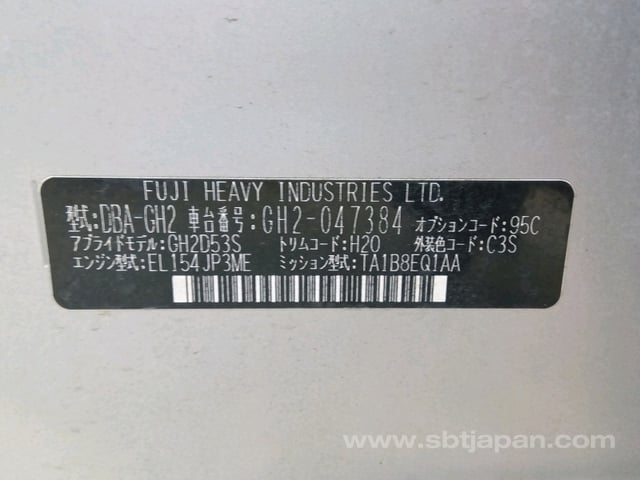 FUJI HEAVY INDUSTRIES LTD.
型式:DBA-GH2 車台番号:GH2-047384 オプションコード:95C
アプライドモデル:GH2D53S トリムコード:H20 外装色コード:C3S
エンジン型式:EL154JP3ME ミッション型式:TA1B8EQ1AA
www.sbtjapan.com